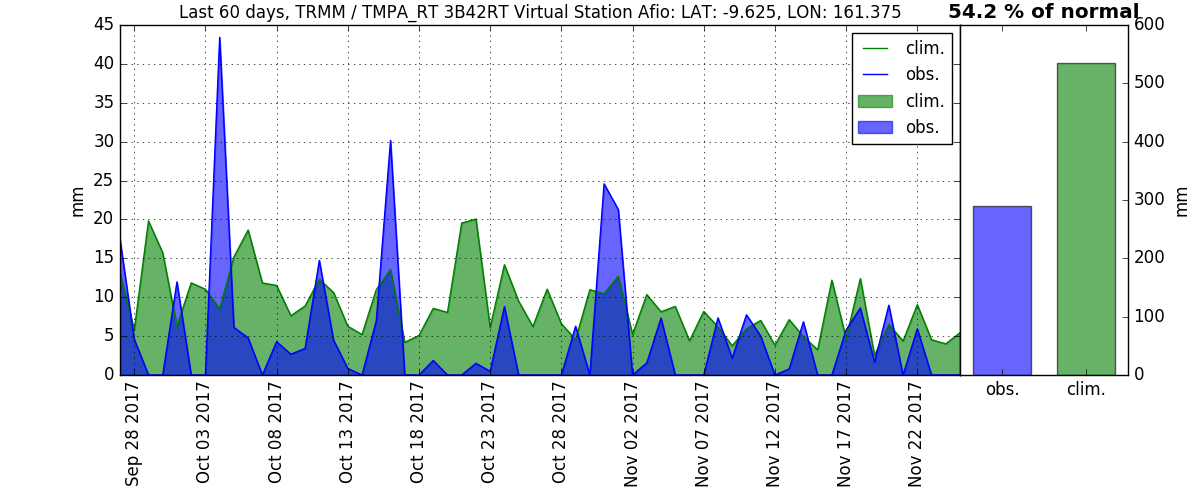 Last 60 days, TRMM / TMPA_RT 3B42RT Virtual Station Afio: LAT: -9.625, LON: 161.375
54.2 % of normal
45
40
35
30
25
20
15
10
5
0
mm
clim.
obs.
clim.
obs.
Sep 28 2017
Oct 03 2017
Oct 08 2017
Oct 13 2017
Oct 18 2017
Oct 23 2017
Oct 28 2017
Nov 02 2017
Nov 07 2017
Nov 12 2017
Nov 17 2017
Nov 22 2017
600
500
400
300
200
100
0
mm
obs.
clim.